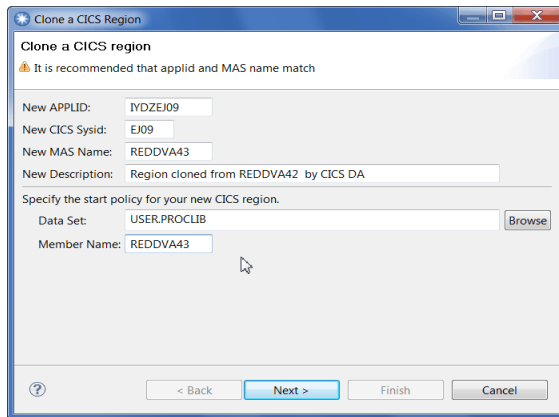 Clone a CICS Region
Clone a CICS region
It is recommended that applid and MAS name match
New APPLID: IYDZEJ09
New CICS Sysid: EJ09
New MAS Name: REDDVA43
New Description: Region cloned from REDDVA42 by CICS DA
Specify the start policy for your new CICS region.
Data Set: USER.PROCLIB Browse
Member Name: REDDVA43
? < Back Next > Finish Cancel